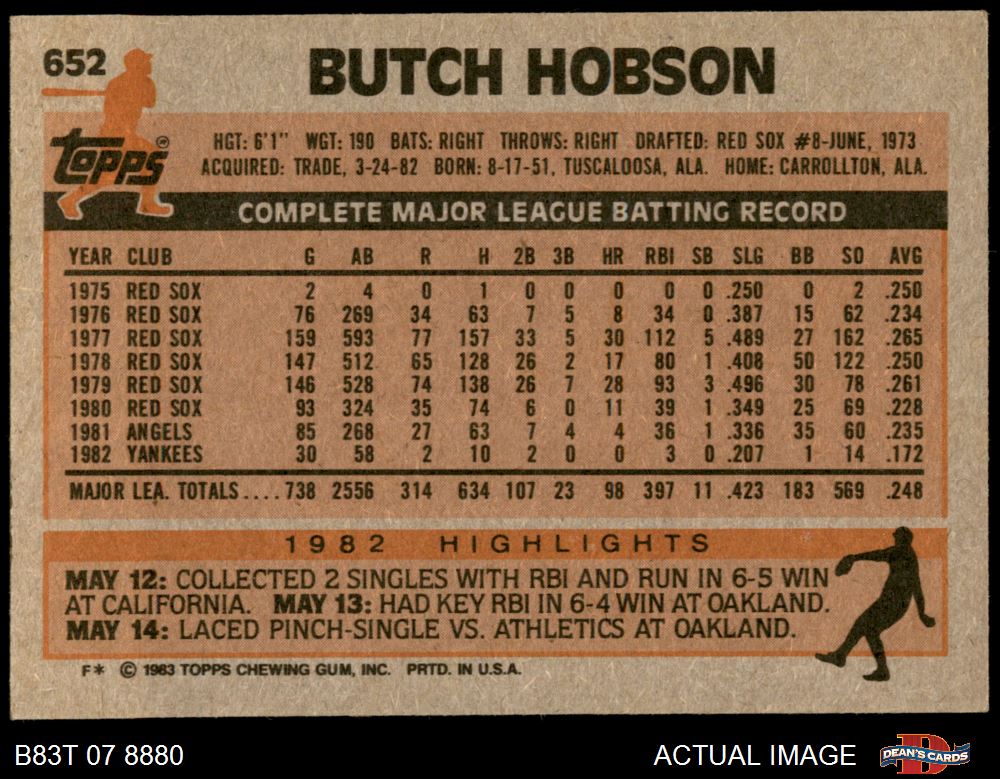 652
BUTCH HOBSON
topps®
HGT: 6'1" WGT: 190 BATS: RIGHT THROWS: RIGHT DRAFTED: RED SOX #8-JUNE, 1973
ACQUIRED: TRADE, 3-24-82 BORN: 8-17-51, TUSCALOOSA, ALA. HOME: CARROLLTON, ALA.
COMPLETE MAJOR LEAGUE BATTING RECORD
YEAR CLUB G AB R H 2B 3B HR RBI SB SLG BB SO AVG
1975 RED SOX 2 4 0 1 0 0 0 0 0 .250 0 2 .250
1976 RED SOX 76 269 34 63 7 5 8 34 0 .387 15 62 .234
1977 RED SOX 159 593 77 157 33 5 30 112 5 .489 27 162 .265
1978 RED SOX 147 512 65 128 26 2 17 80 1 .408 50 122 .250
1979 RED SOX 146 528 74 138 26 7 28 93 3 .496 30 78 .261
1980 RED SOX 93 324 35 74 6 0 11 39 1 .349 25 69 .228
1981 ANGELS 85 268 27 63 7 4 4 36 1 .336 35 60 .235
1982 YANKEES 30 58 2 10 2 0 0 3 0 .207 1 14 .172
MAJOR LEA. TOTALS....738 2556 314 634 107 23 98 397 11 .423 183 569 .248
1982 HIGHLIGHTS
MAY 12: COLLECTED 2 SINGLES WITH RBI AND RUN IN 6-5 WIN
AT CALIFORNIA. MAY 13: HAD KEY RBI IN 6-4 WIN AT OAKLAND.
MAY 14: LACED PINCH-SINGLE VS. ATHLETICS AT OAKLAND.
F* © 1983 TOPPS CHEWING GUM, INC. PRTD. IN U.S.A.
B83T 07 8880
ACTUAL IMAGE
D
DEAN'S CARDS